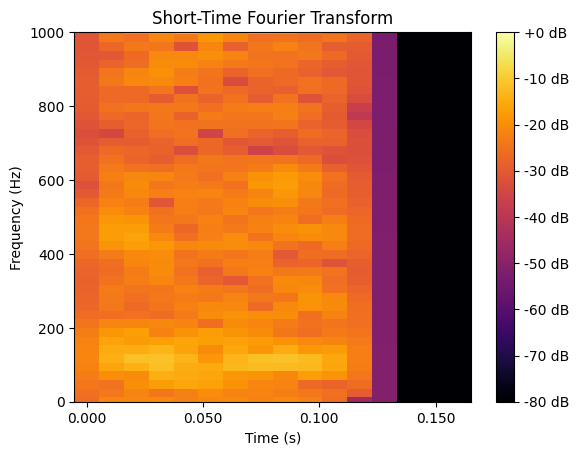 Short-Time Fourier Transform
Frequency (Hz)
1000
800
600
400
200
0
0.000
0.050
0.100
0.150
Time (s)
+0 dB
-10 dB
-20 dB
-30 dB
-40 dB
-50 dB
-60 dB
-70 dB
-80 dB